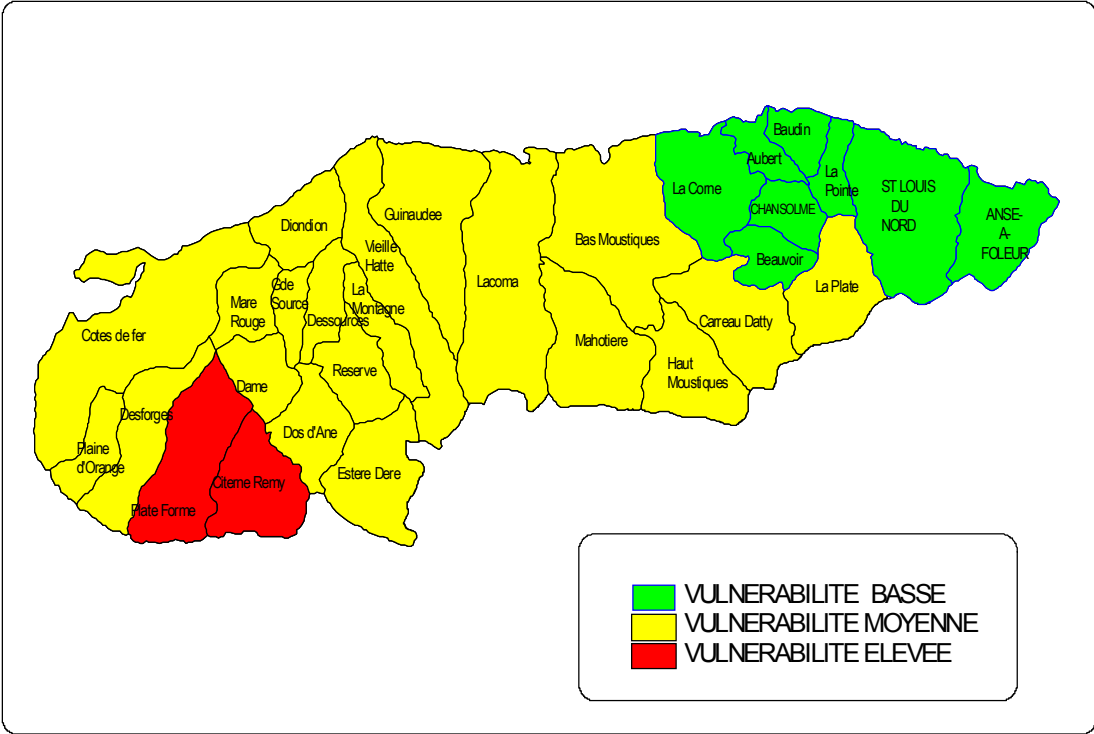 Baudin
Aubert
La Corne
La
Pointe
ST LOUIS
DU
NORD
CHANSOLME
ANSE-
A-
FOLEUR
Guinaudee
Diondion
Bas Moustiques
Vieille
Hatte
Beauvoir
Lacoma
La Plate
Gde
Source
La
Montagne
Mare
Rouge
Dessources
Carreau Datty
Cotes de fer
Mahotiere
Haut
Moustiques
Reserve
Dame
Desforges
Dos d'Ane
Plaine
d'Orange
Estere Dere
Citerne Remy
Plate Forme
VULNERABILITE BASSE
VULNERABILITE MOYENNE
VULNERABILITE ELEVEE